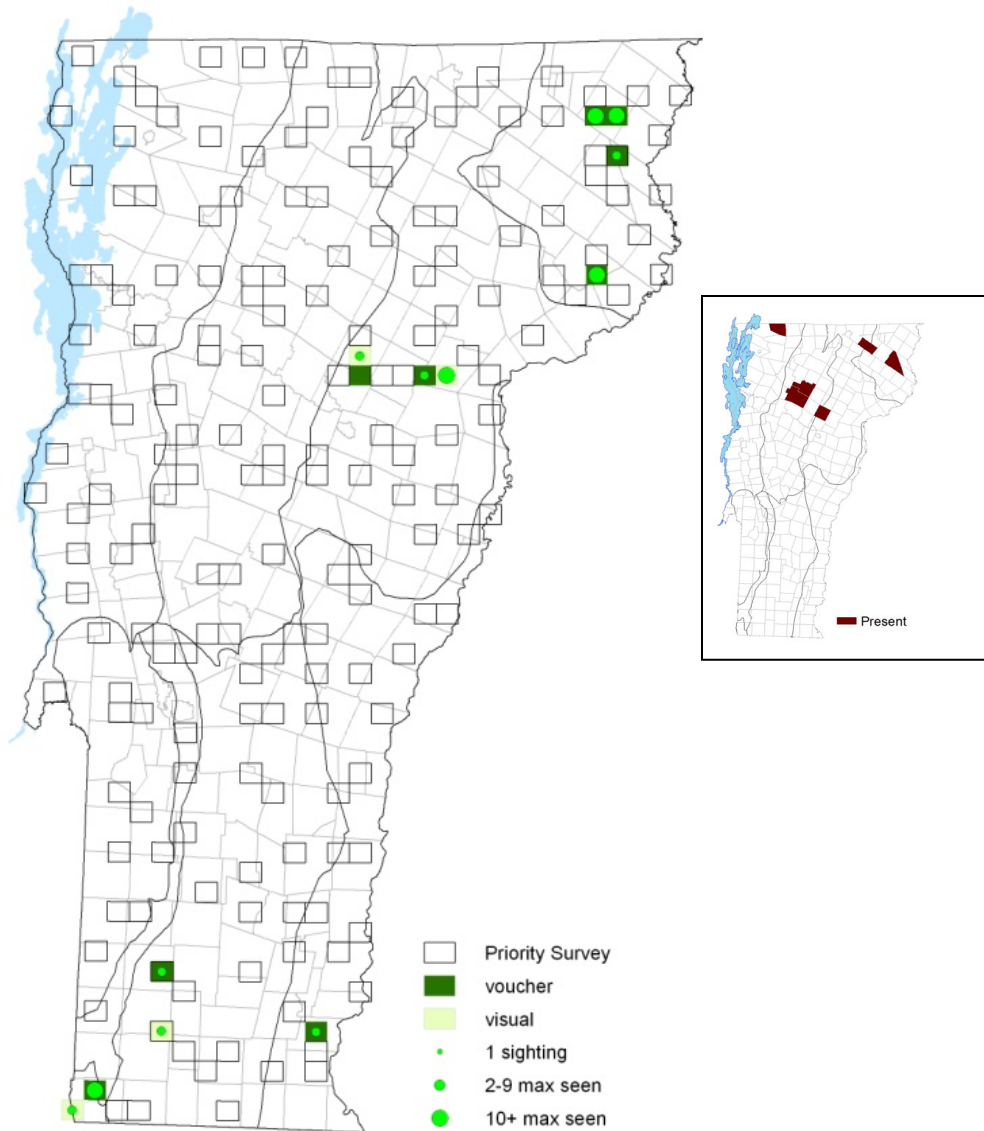 Present
Priority Survey
voucher
visual
1 sighting
2-9 max seen
10+ max seen